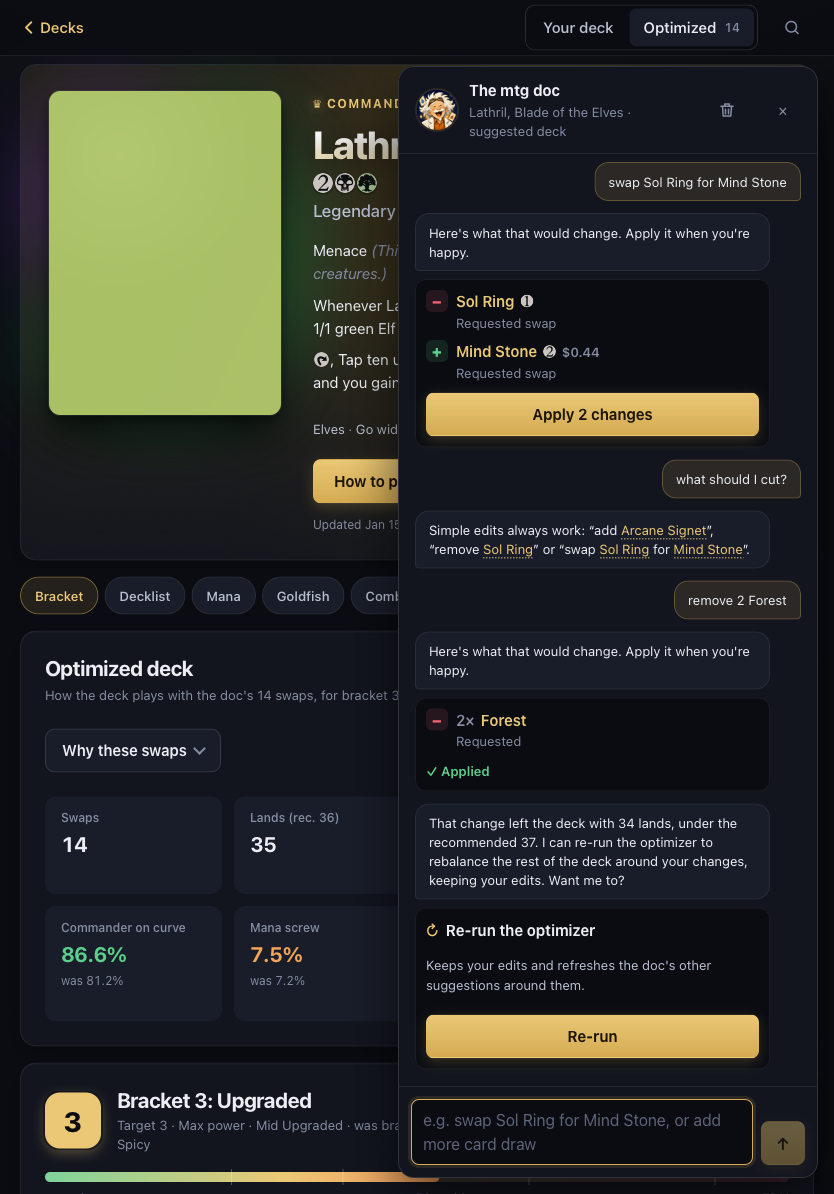 Decks
Your deck
Optimized 14
COMMAND
Lathr
2
Legendary
Menace (Thi
creatures.)
Whenever La
1/1 green Elf
, Tap ten u
and you gain
Elves · Go wid
How to p
Updated Jan 15
Bracket
Decklist
Mana
Goldfish
Comb
Optimized deck
How the deck plays with the doc's 14 swaps, for bracket 3
Why these swaps
Swaps
14
Lands (rec. 36)
35
Commander on curve
86.6%
was 81.2%
Mana screw
7.5%
was 7.2%
3
Bracket 3: Upgraded
Target 3 · Max power · Mid Upgraded · was bra
Spicy
The mtg doc
Lathril, Blade of the Elves ·
suggested deck
×
swap Sol Ring for Mind Stone
Here's what that would change. Apply it when you're
happy.
− Sol Ring 1
Requested swap
+ Mind Stone 2 $0.44
Requested swap
Apply 2 changes
what should I cut?
Simple edits always work: “add Arcane Signet”,
“remove Sol Ring” or “swap Sol Ring for Mind Stone”.
remove 2 Forest
Here's what that would change. Apply it when you're
happy.
− 2× Forest
Requested
✓ Applied
That change left the deck with 34 lands, under the
recommended 37. I can re-run the optimizer to
rebalance the rest of the deck around your changes,
keeping your edits. Want me to?
Re-run the optimizer
Keeps your edits and refreshes the doc's other
suggestions around them.
Re-run
e.g. swap Sol Ring for Mind Stone, or add
more card draw